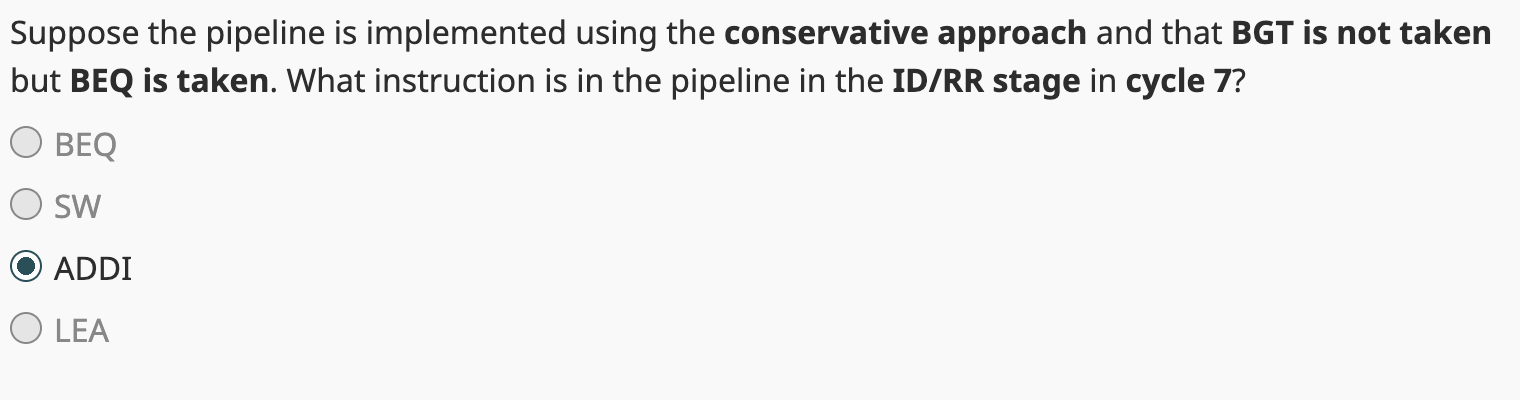 Suppose the pipeline is implemented using the conservative approach and that BGT is not taken
but BEQ is taken. What instruction is in the pipeline in the ID/RR stage in cycle 7?
BEQ
SW
ADDI
LEA